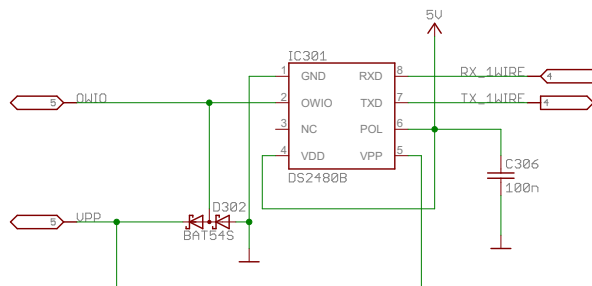 5V
IC301
1 GND RXD 8 RX_1WIRE 4
5 OWIO 2 OWIO TXD 7 TX_1WIRE 4
3 NC POL 6
4 VDD VPP 5
C306
DS2480B
100n
D302
5 VPP
BAT54S